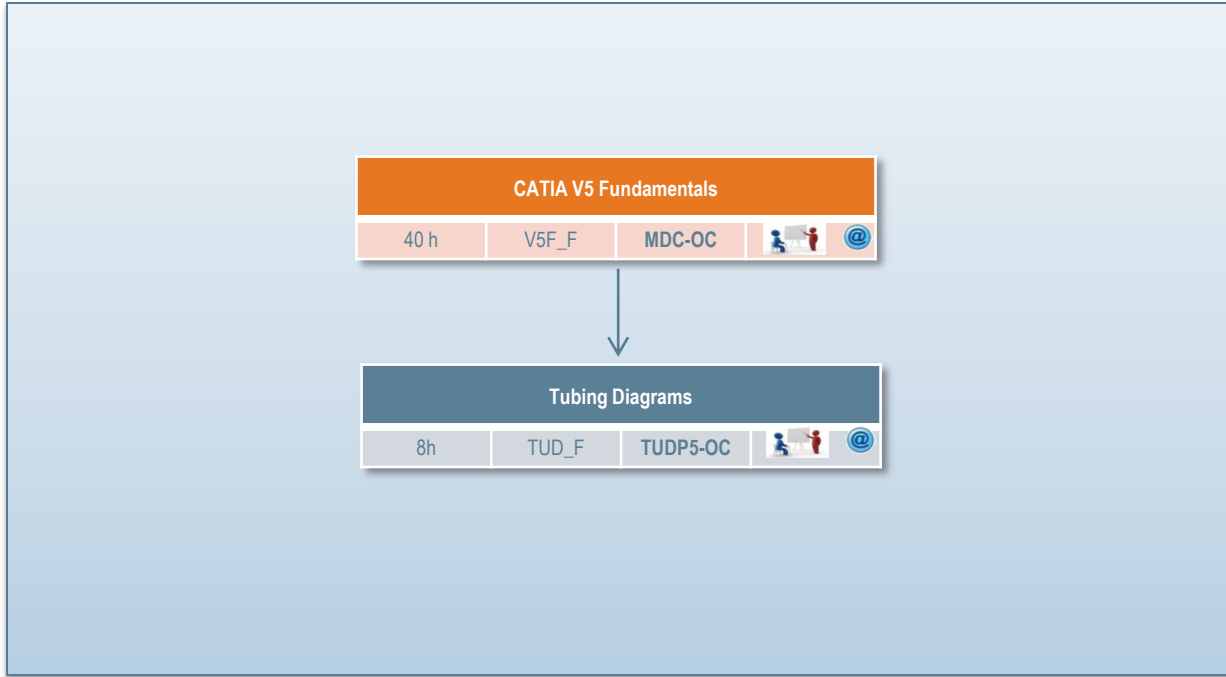 CATIA V5 Fundamentals
40 h V5F_F MDC-OC @
Tubing Diagrams
8h TUD_F TUDP5-OC @